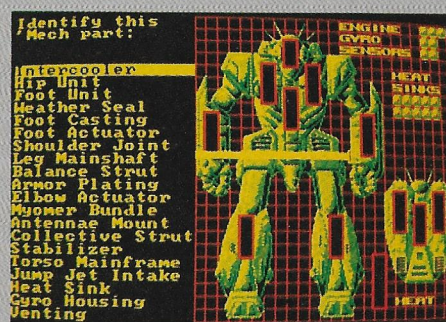 Identify this
'Mech part:
Intercooler
Hip Unit
Foot Unit
Weather Seal
Foot Casting
Foot Actuator
Shoulder Joint
Leg Mainshaft
Balance Strut
Armor Plating
Elbow Actuator
Myomer Bundle
Antennae Mount
Collective Strut
Stabilizer
Torso Mainframe
Jump Jet Intake
Heat Sink
Gyro Housing
Venting
ENGINE
GYRO
SENSORS
HEAT
SINKS
HEAT